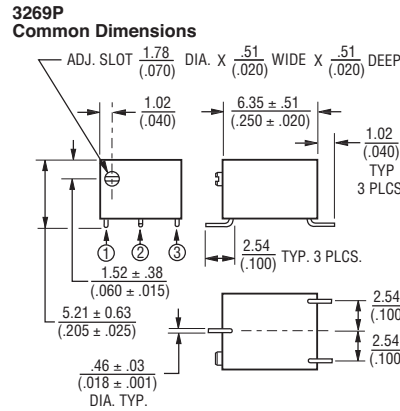 3269P
Common Dimensions
ADJ. SLOT 1.78 (.070) DIA. X .51 (.020) WIDE X .51 (.020) DEEP
1.02
(.040)
6.35 ± .51
(.250 ± .020)
1.02
(.040)
TYP
3 PLCS
① ② ③
2.54
(.100) TYP. 3 PLCS.
1.52 ± .38
(.060 ± .015)
5.21 ± 0.63
(.205 ± .025)
.46 ± .03
(.018 ± .001)
DIA. TYP.
2.54
(.100
2.54
(.100